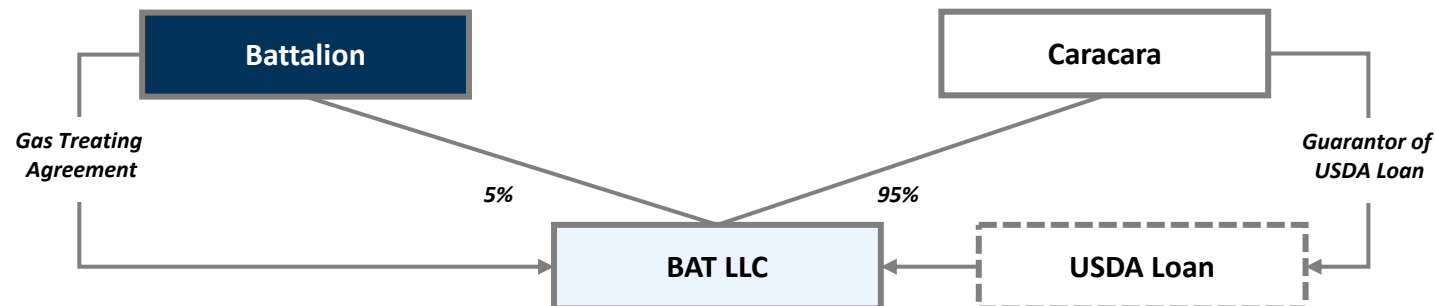 Battalion
Caracara
Gas Treating
Agreement
Guarantor of
USDA Loan
5%
95%
BAT LLC
USDA Loan